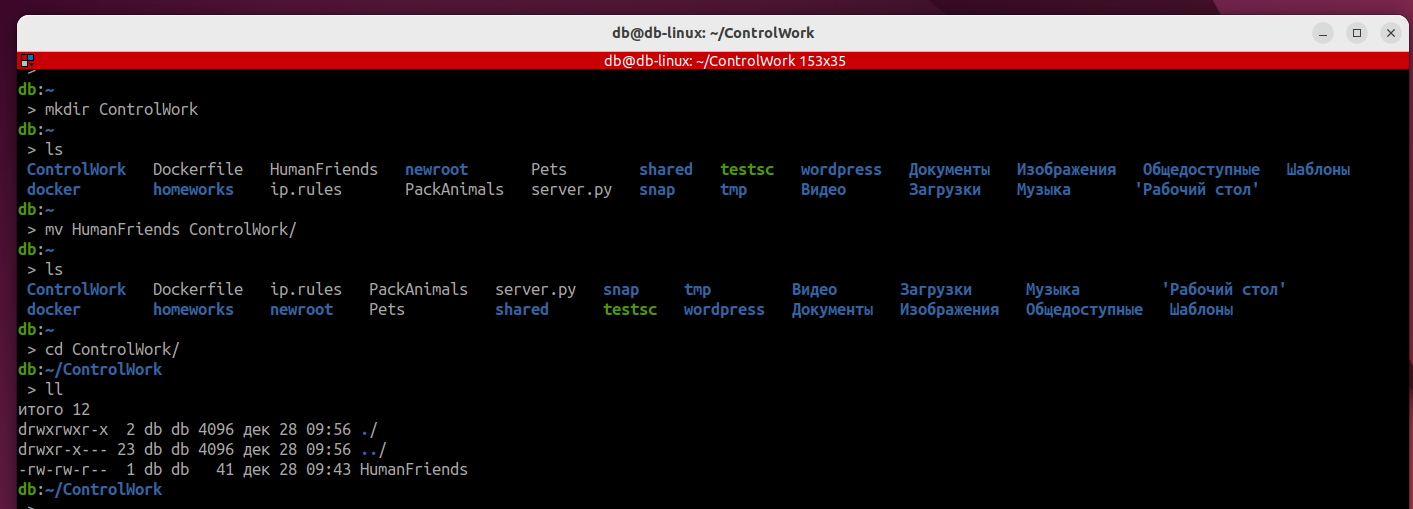 db@db-linux: ~/ControlWork
db@db-linux: ~/ControlWork 153x35
>
db:~
> mkdir ControlWork
db:~
> ls
ControlWork Dockerfile HumanFriends newroot Pets shared testsc wordpress Документы Изображения Общедоступные Шаблоны
docker homeworks ip.rules PackAnimals server.py snap tmp Видео Загрузки Музыка 'Рабочий стол'
db:~
> mv HumanFriends ControlWork/
db:~
> ls
ControlWork Dockerfile ip.rules PackAnimals server.py snap tmp Видео Загрузки Музыка 'Рабочий стол'
docker homeworks newroot Pets shared testsc wordpress Документы Изображения Общедоступные Шаблоны
db:~
> cd ControlWork/
db:~/ControlWork
> ll
итого 12
drwxrwxr-x 2 db db 4096 дек 28 09:56 ./
drwxr-x--- 23 db db 4096 дек 28 09:56 ../
-rw-rw-r-- 1 db db 41 дек 28 09:43 HumanFriends
db:~/ControlWork
>